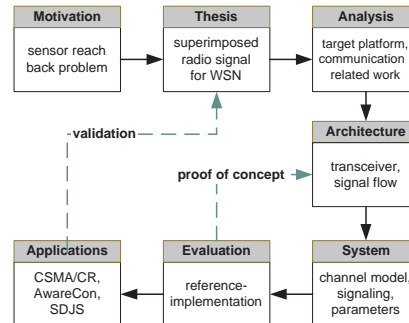 Motivation
sensor reach
back problem
Thesis
superimposed
radio signal
for WSN
Analysis
target platform,
communication
related work
validation
proof of concept
Architecture
transceiver,
signal flow
Applications
CSMA/CR,
AwareCon,
SDJS
Evaluation
reference-
implementation
System
channel model,
signaling,
parameters